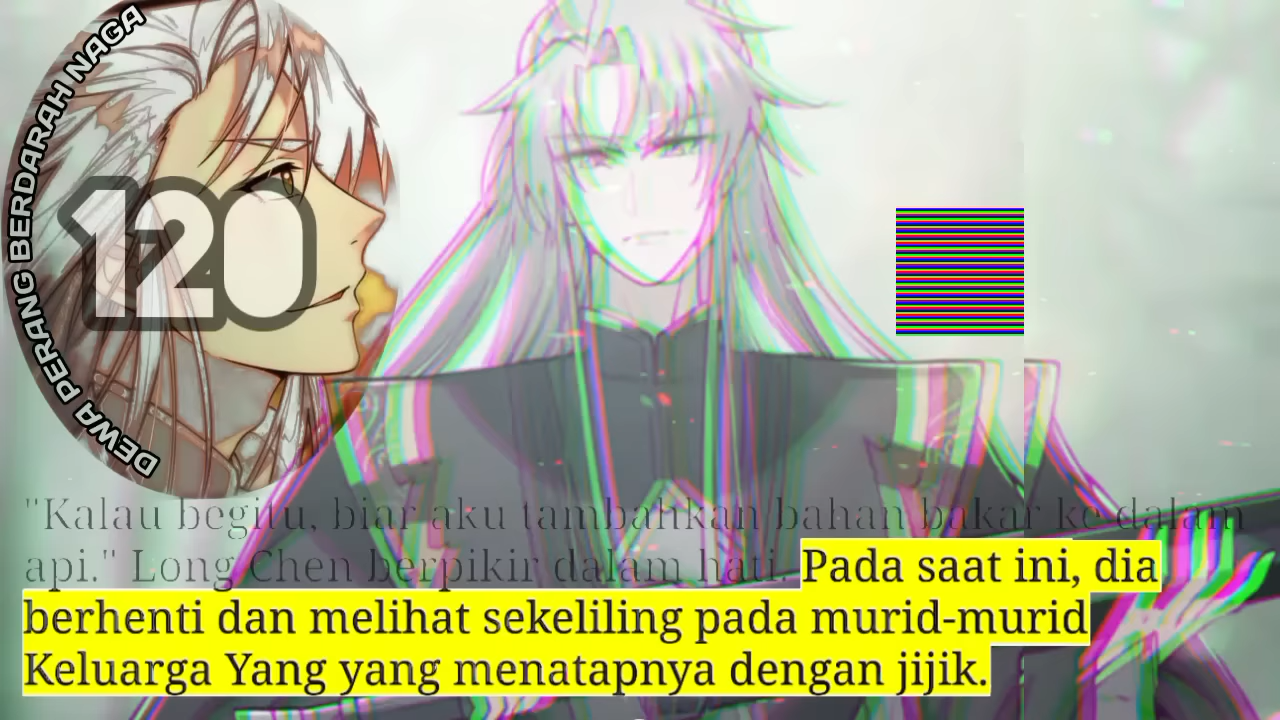 DEWA PERANG BERDARAH NAGA
120
"Kalau begitu, biar aku tambahkan bahan bakar ke dalam
api." Long Chen berpikir dalam hati. Pada saat ini, dia
berhenti dan melihat sekeliling pada murid-murid
Keluarga Yang yang menatapnya dengan jijik.